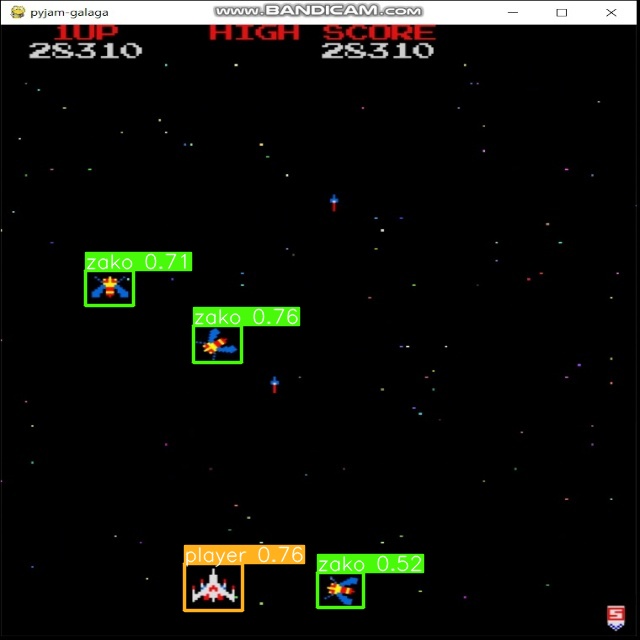 pyjam-galaga
www.BANDICAM.com
1UP HIGH SCORE
28310 28310
zako 0.71
zako 0.76
player 0.76
zako 0.52
5